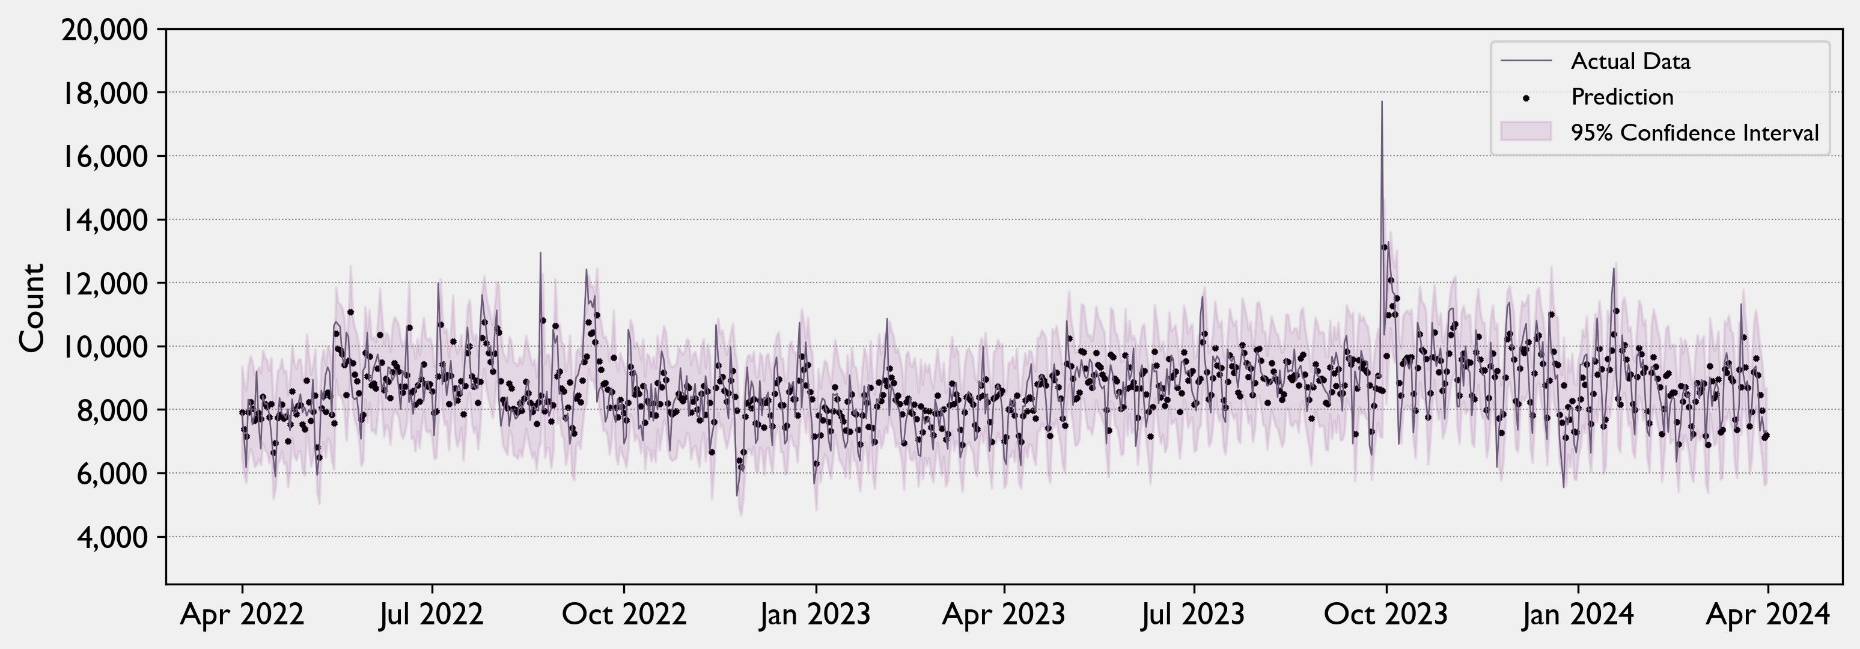 20,000
18,000
16,000
14,000
12,000
10,000
8,000
6,000
4,000
Count
Actual Data
Prediction
95% Confidence Interval
Apr 2022 Jul 2022 Oct 2022 Jan 2023 Apr 2023 Jul 2023 Oct 2023 Jan 2024 Apr 2024